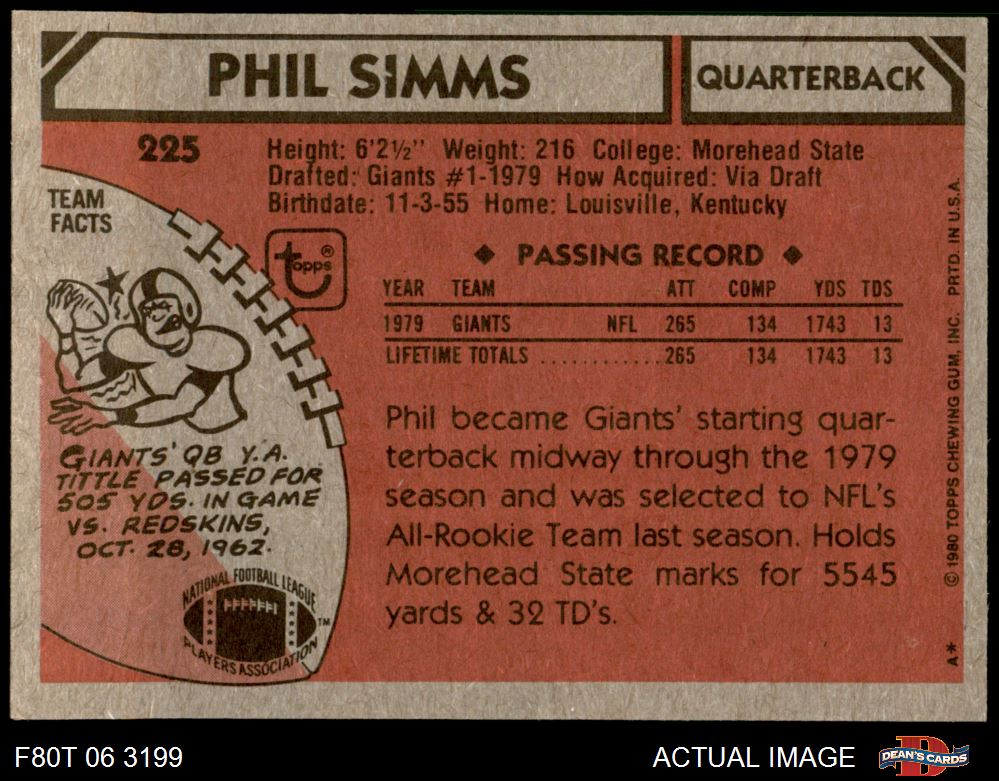 PHIL SIMMS
QUARTERBACK
225
Height: 6'2½" Weight: 216 College: Morehead State
Drafted: Giants #1-1979 How Acquired: Via Draft
Birthdate: 11-3-55 Home: Louisville, Kentucky
TEAM
FACTS
topps®
GIANTS' QB Y.A.
TITTLE PASSED FOR
505 YDS. IN GAME
VS. REDSKINS,
OCT. 28, 1962.
NATIONAL FOOTBALL LEAGUE
PLAYERS ASSOCIATION
TM
◆ PASSING RECORD ◆
YEAR TEAM ATT COMP YDS TDS
1979 GIANTS NFL 265 134 1743 13
LIFETIME TOTALS ............265 134 1743 13
Phil became Giants' starting quar-
terback midway through the 1979
season and was selected to NFL's
All-Rookie Team last season. Holds
Morehead State marks for 5545
yards & 32 TD's.
A* © 1980 TOPPS CHEWING GUM, INC. PRTD. IN U.S.A.
F80T 06 3199
ACTUAL IMAGE
DEAN'S CARDS